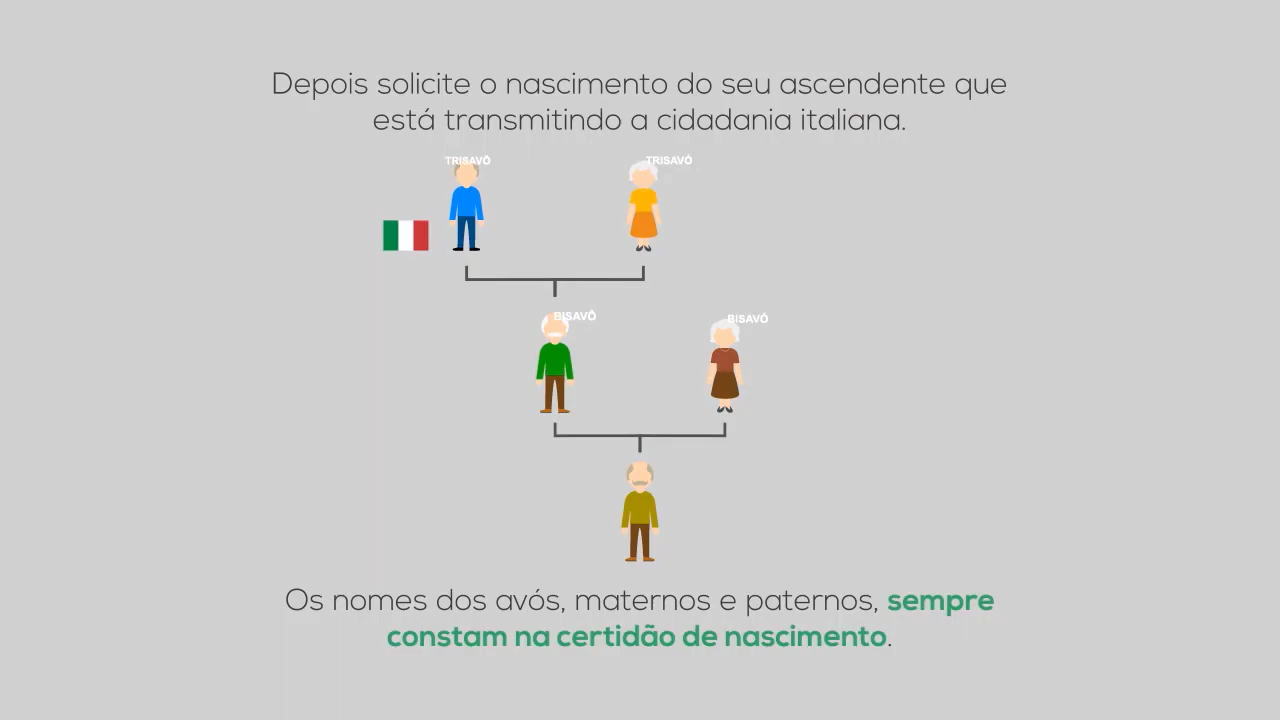 Depois solicite o nascimento do seu ascendente que
está transmitindo a cidadania italiana.
TRISAVÔ
TRISAVÓ
BISAVÔ
BISAVÓ
Os nomes dos avós, maternos e paternos, sempre
constam na certidão de nascimento.